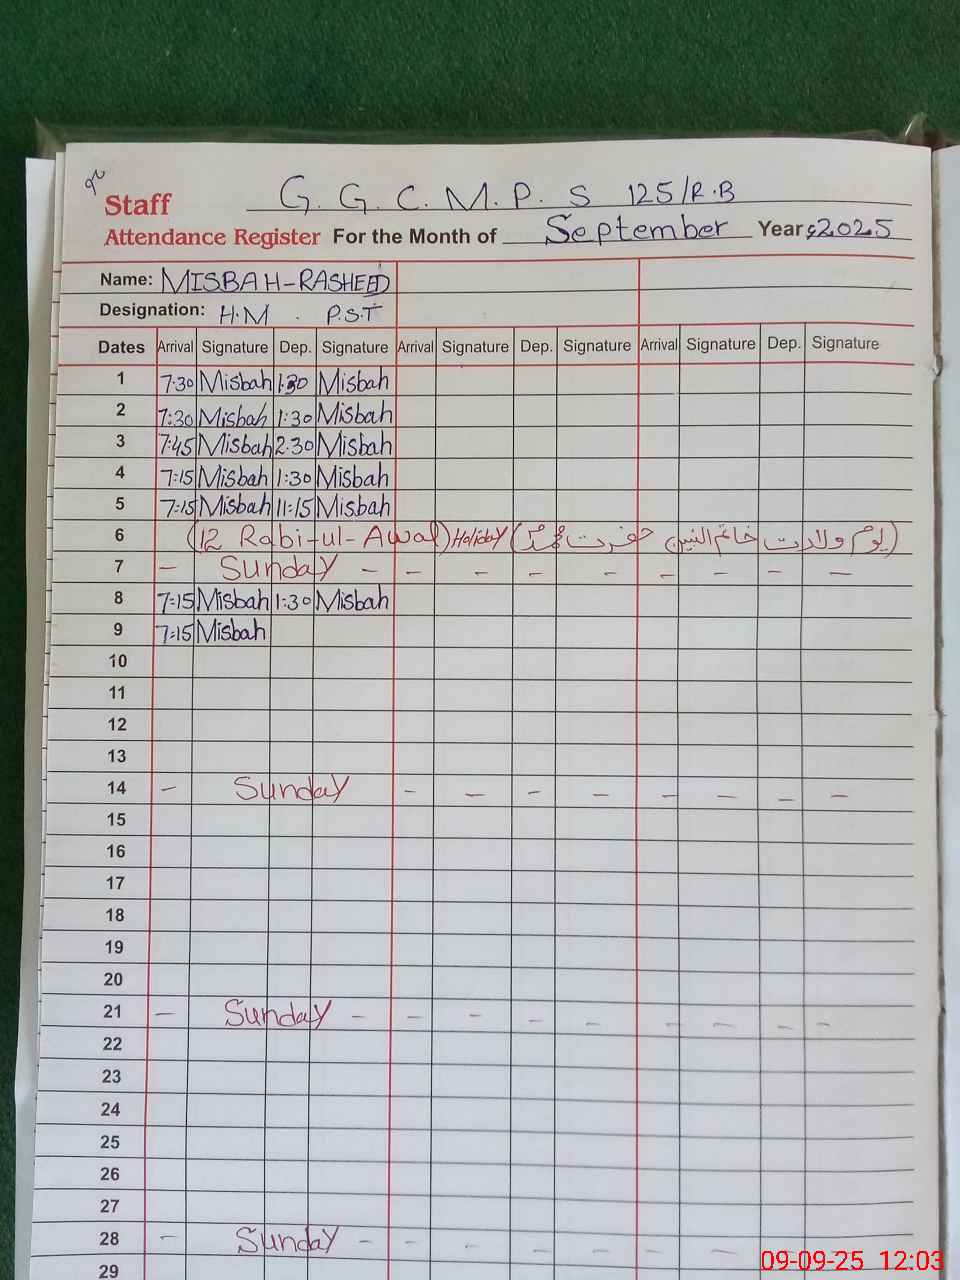 Staff G. G. C. M. P. S 125/R.B
Attendance Register For the Month of September Year: 2025
Name: MISBAH-RASHEED
Designation: H.M . P.S.T
Dates Arrival Signature Dep. Signature Arrival Signature Dep. Signature Arrival Signature Dep. Signature
1 7:30 Misbah 1:30 Misbah
2 7:30 Misbah 1:30 Misbah
3 7:45 Misbah 2:30 Misbah
4 7:15 Misbah 1:30 Misbah
5 7:15 Misbah 11:15 Misbah
6 (12 Rabi-ul-Awal) Holiday (یوم ولادت خاتم النبین حضرت محمدؐ)
7 - Sunday - - - - - - - - -
8 7:15 Misbah 1:30 Misbah
9 7:15 Misbah
10
11
12
13
14 - Sunday - - - - - - - -
15
16
17
18
19
20
21 - Sunday - - - - - - - - -
22
23
24
25
26
27
28 - Sunday - - - - - - -
29
09-09-25 12:03